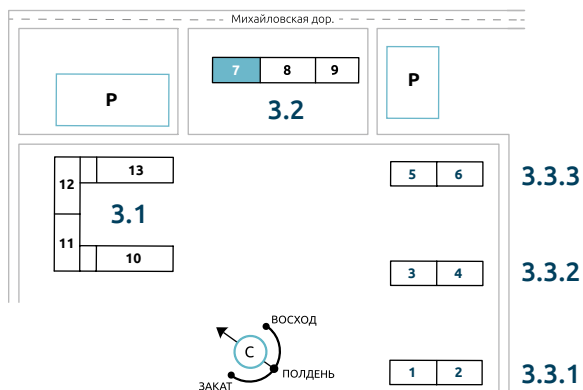 Михайловская дор.
P
7 8 9
3.2
P
12
13
3.1
11
10
5 6
3.3.3
3 4
3.3.2
1 2
3.3.1
ВОСХОД
С
ПОЛДЕНЬ
ЗАКАТ